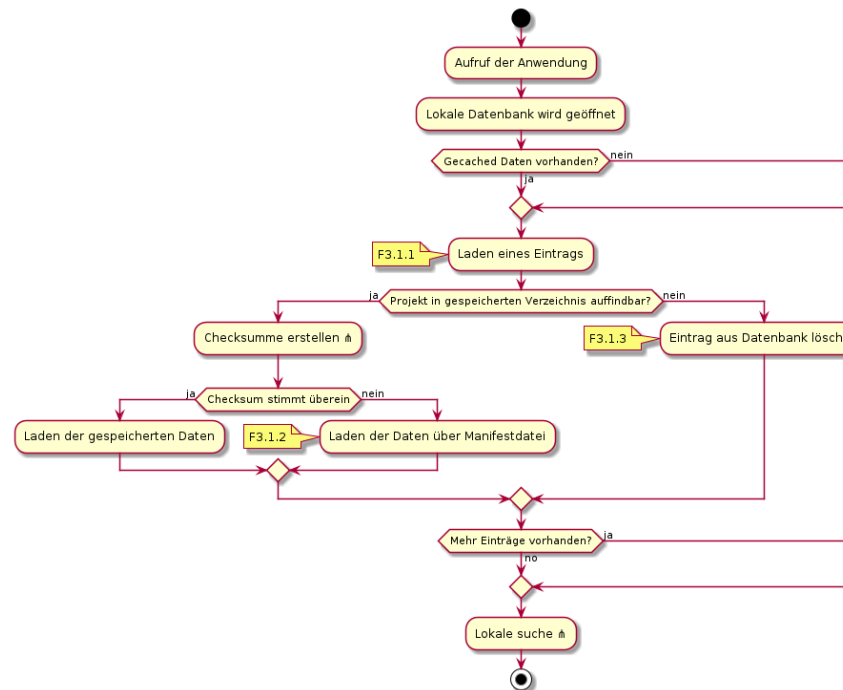 Aufruf der Anwendung
Lokale Datenbank wird geöffnet
Gecached Daten vorhanden?
nein
ja
F3.1.1
Laden eines Eintrags
ja
Projekt in gespeicherten Verzeichnis auffindbar?
nein
Checksumme erstellen
F3.1.3
Eintrag aus Datenbank lösch
ja
Checksum stimmt überein
nein
Laden der gespeicherten Daten
F3.1.2
Laden der Daten über Manifestdatei
Mehr Einträge vorhanden?
ja
no
Lokale suche